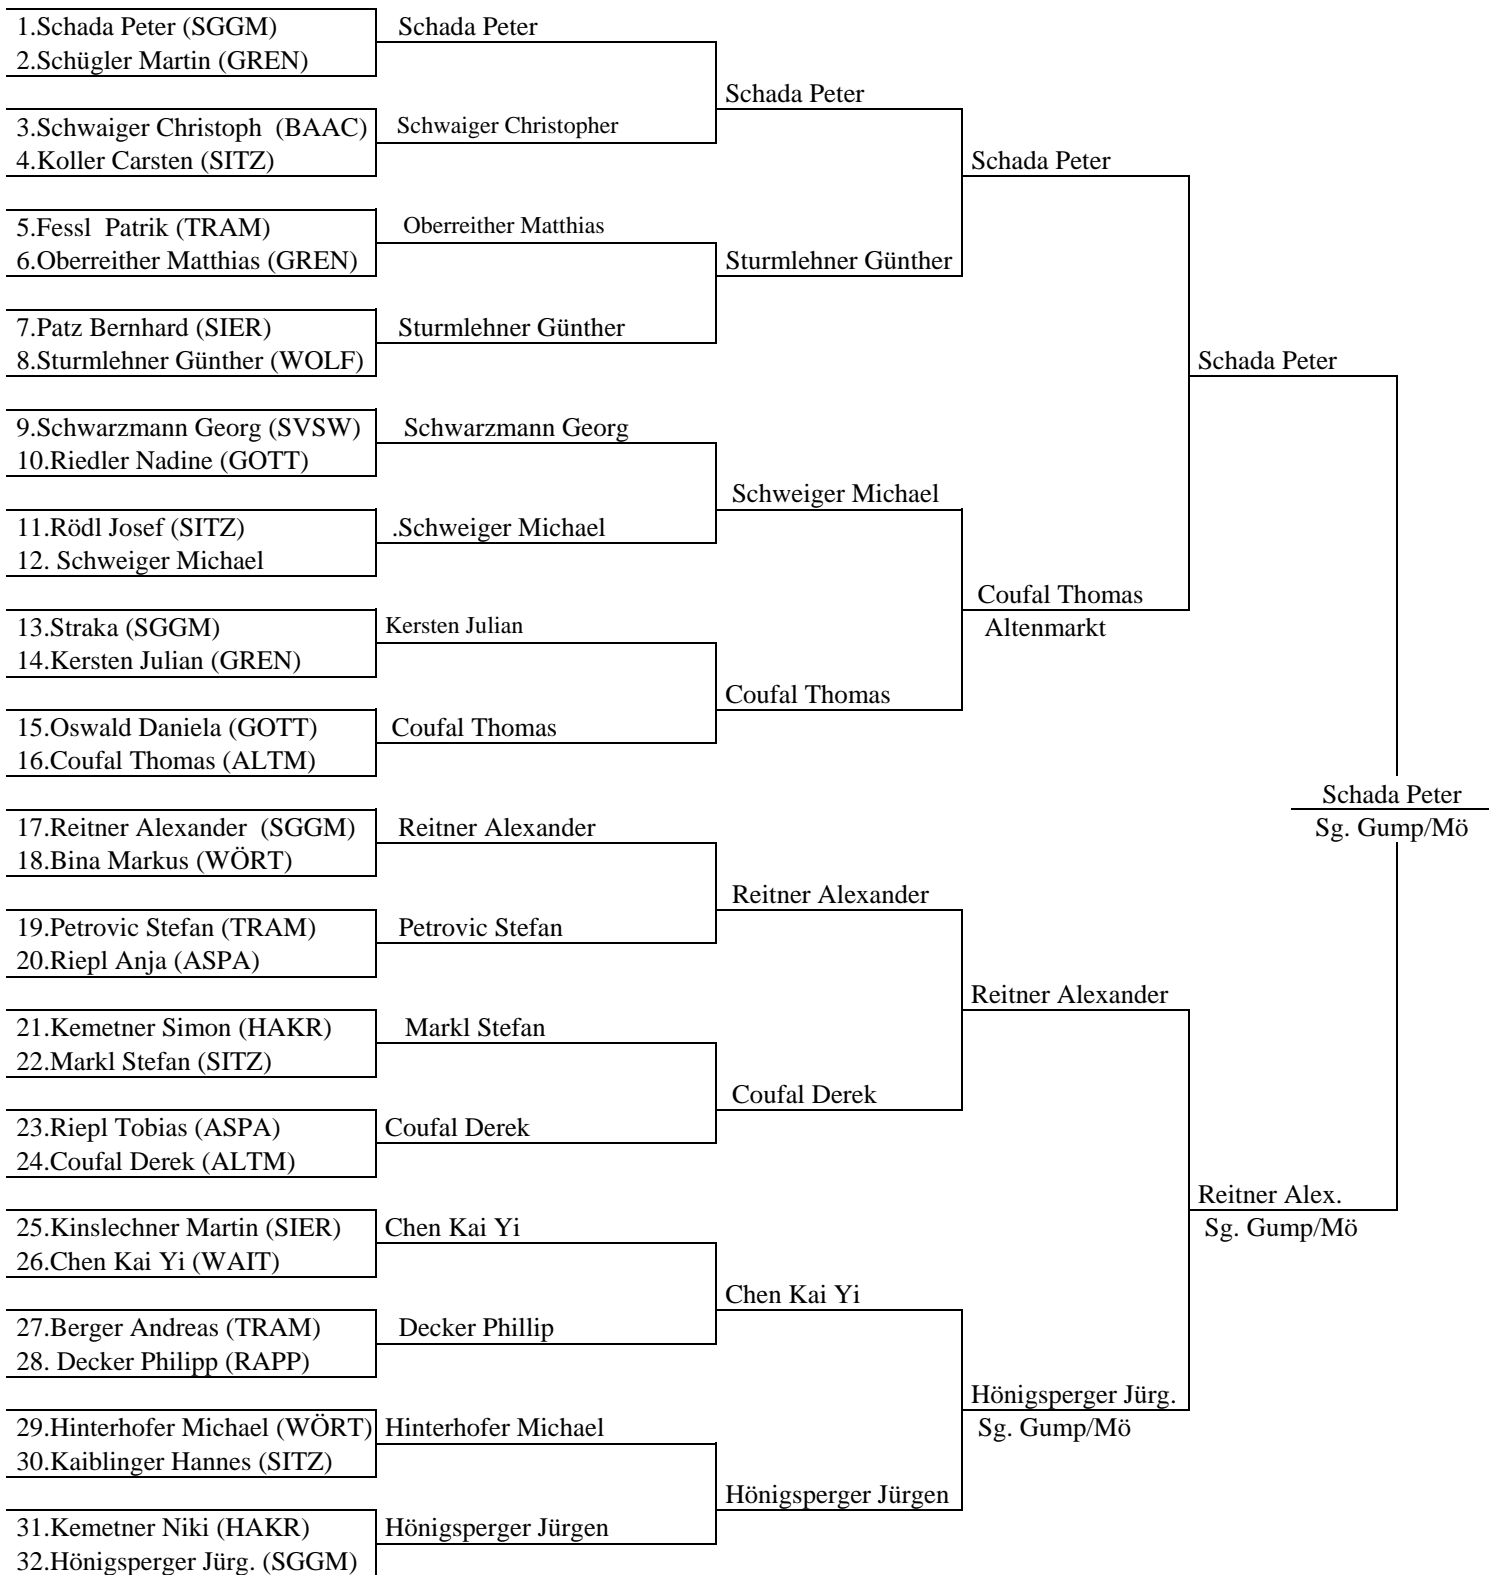 1.Schada Peter (SGGM)
2.Schügler Martin (GREN)
3.Schwaiger Christoph  (BAAC)
4.Koller Carsten (SITZ)
5.Fessl  Patrik (TRAM)
6.Oberreither Matthias (GREN)
7.Patz Bernhard (SIER)
8.Sturmlehner Günther (WOLF)
9.Schwarzmann Georg (SVSW)
10.Riedler Nadine (GOTT)
11.Rödl Josef (SITZ)
12. Schweiger Michael
13.Straka (SGGM)
14.Kersten Julian (GREN)
15.Oswald Daniela (GOTT)
16.Coufal Thomas (ALTM)
17.Reitner Alexander  (SGGM)
18.Bina Markus (WÖRT)
19.Petrovic Stefan (TRAM)
20.Riepl Anja (ASPA)
21.Kemetner Simon (HAKR)
22.Markl Stefan (SITZ)
23.Riepl Tobias (ASPA)
24.Coufal Derek (ALTM)
25.Kinslechner Martin (SIER)
26.Chen Kai Yi (WAIT)
27.Berger Andreas (TRAM)
28. Decker Philipp (RAPP)
29.Hinterhofer Michael (WÖRT)
30.Kaiblinger Hannes (SITZ)
31.Kemetner Niki (HAKR)
32.Hönigsperger Jürg. (SGGM)
Schada Peter
Schwaiger Christopher
Oberreither Matthias
Sturmlehner Günther
Schwarzmann Georg
.Schweiger Michael
Kersten Julian
Coufal Thomas
Reitner Alexander
Petrovic Stefan
Markl Stefan
Coufal Derek
Chen Kai Yi
Decker Phillip
Hinterhofer Michael
Hönigsperger Jürgen
Schada Peter
Sturmlehner Günther
Schweiger Michael
Coufal Thomas
Reitner Alexander
Coufal Derek
Chen Kai Yi
Hönigsperger Jürgen
Schada Peter
Coufal Thomas
Altenmarkt
Reitner Alexander
Hönigsperger Jürg.
Sg. Gump/Mö
Schada Peter
Reitner Alex.
Sg. Gump/Mö
Schada Peter
Sg. Gump/Mö